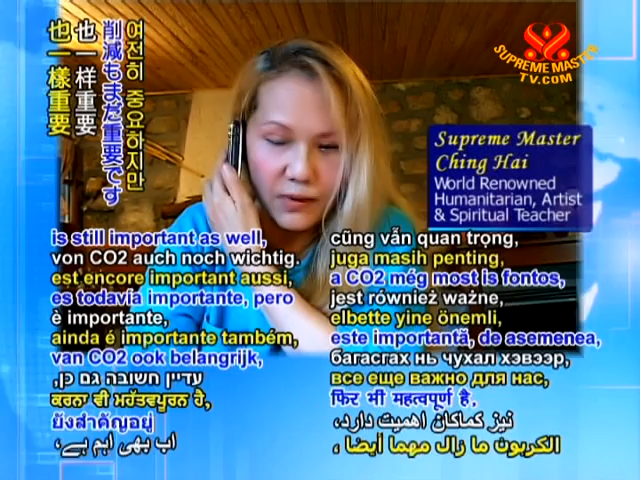 여전히 중요하지만
削減もまだ重要です
也一样重要
也一樣重要
SUPREME MASTER
TV.COM
Supreme Master
Ching Hai
World Renowned
Humanitarian, Artist
& Spiritual Teacher
is still important as well,
von CO2 auch noch wichtig.
est encore important aussi,
es todavía importante, pero
è importante,
ainda é importante também,
van CO2 ook belangrijk,
עדיין חשובה גם כן,
ਕਰਨਾ ਵੀ ਮਹੱਤਵਪੂਰਨ ਹੈ,
ยังสำคัญอยู่
اب بھی اہم ہے،
cũng vẫn quan trọng,
juga masih penting,
a CO2 még most is fontos,
jest również ważne,
elbette yine önemli,
este importantă, de asemenea,
багасгах нь чухал хэвээр,
все еще важно для нас,
फिर भी महत्वपूर्ण है,
نیز کماکان اهمیت دارد،
الكربون ما زال مهما أيضا ،